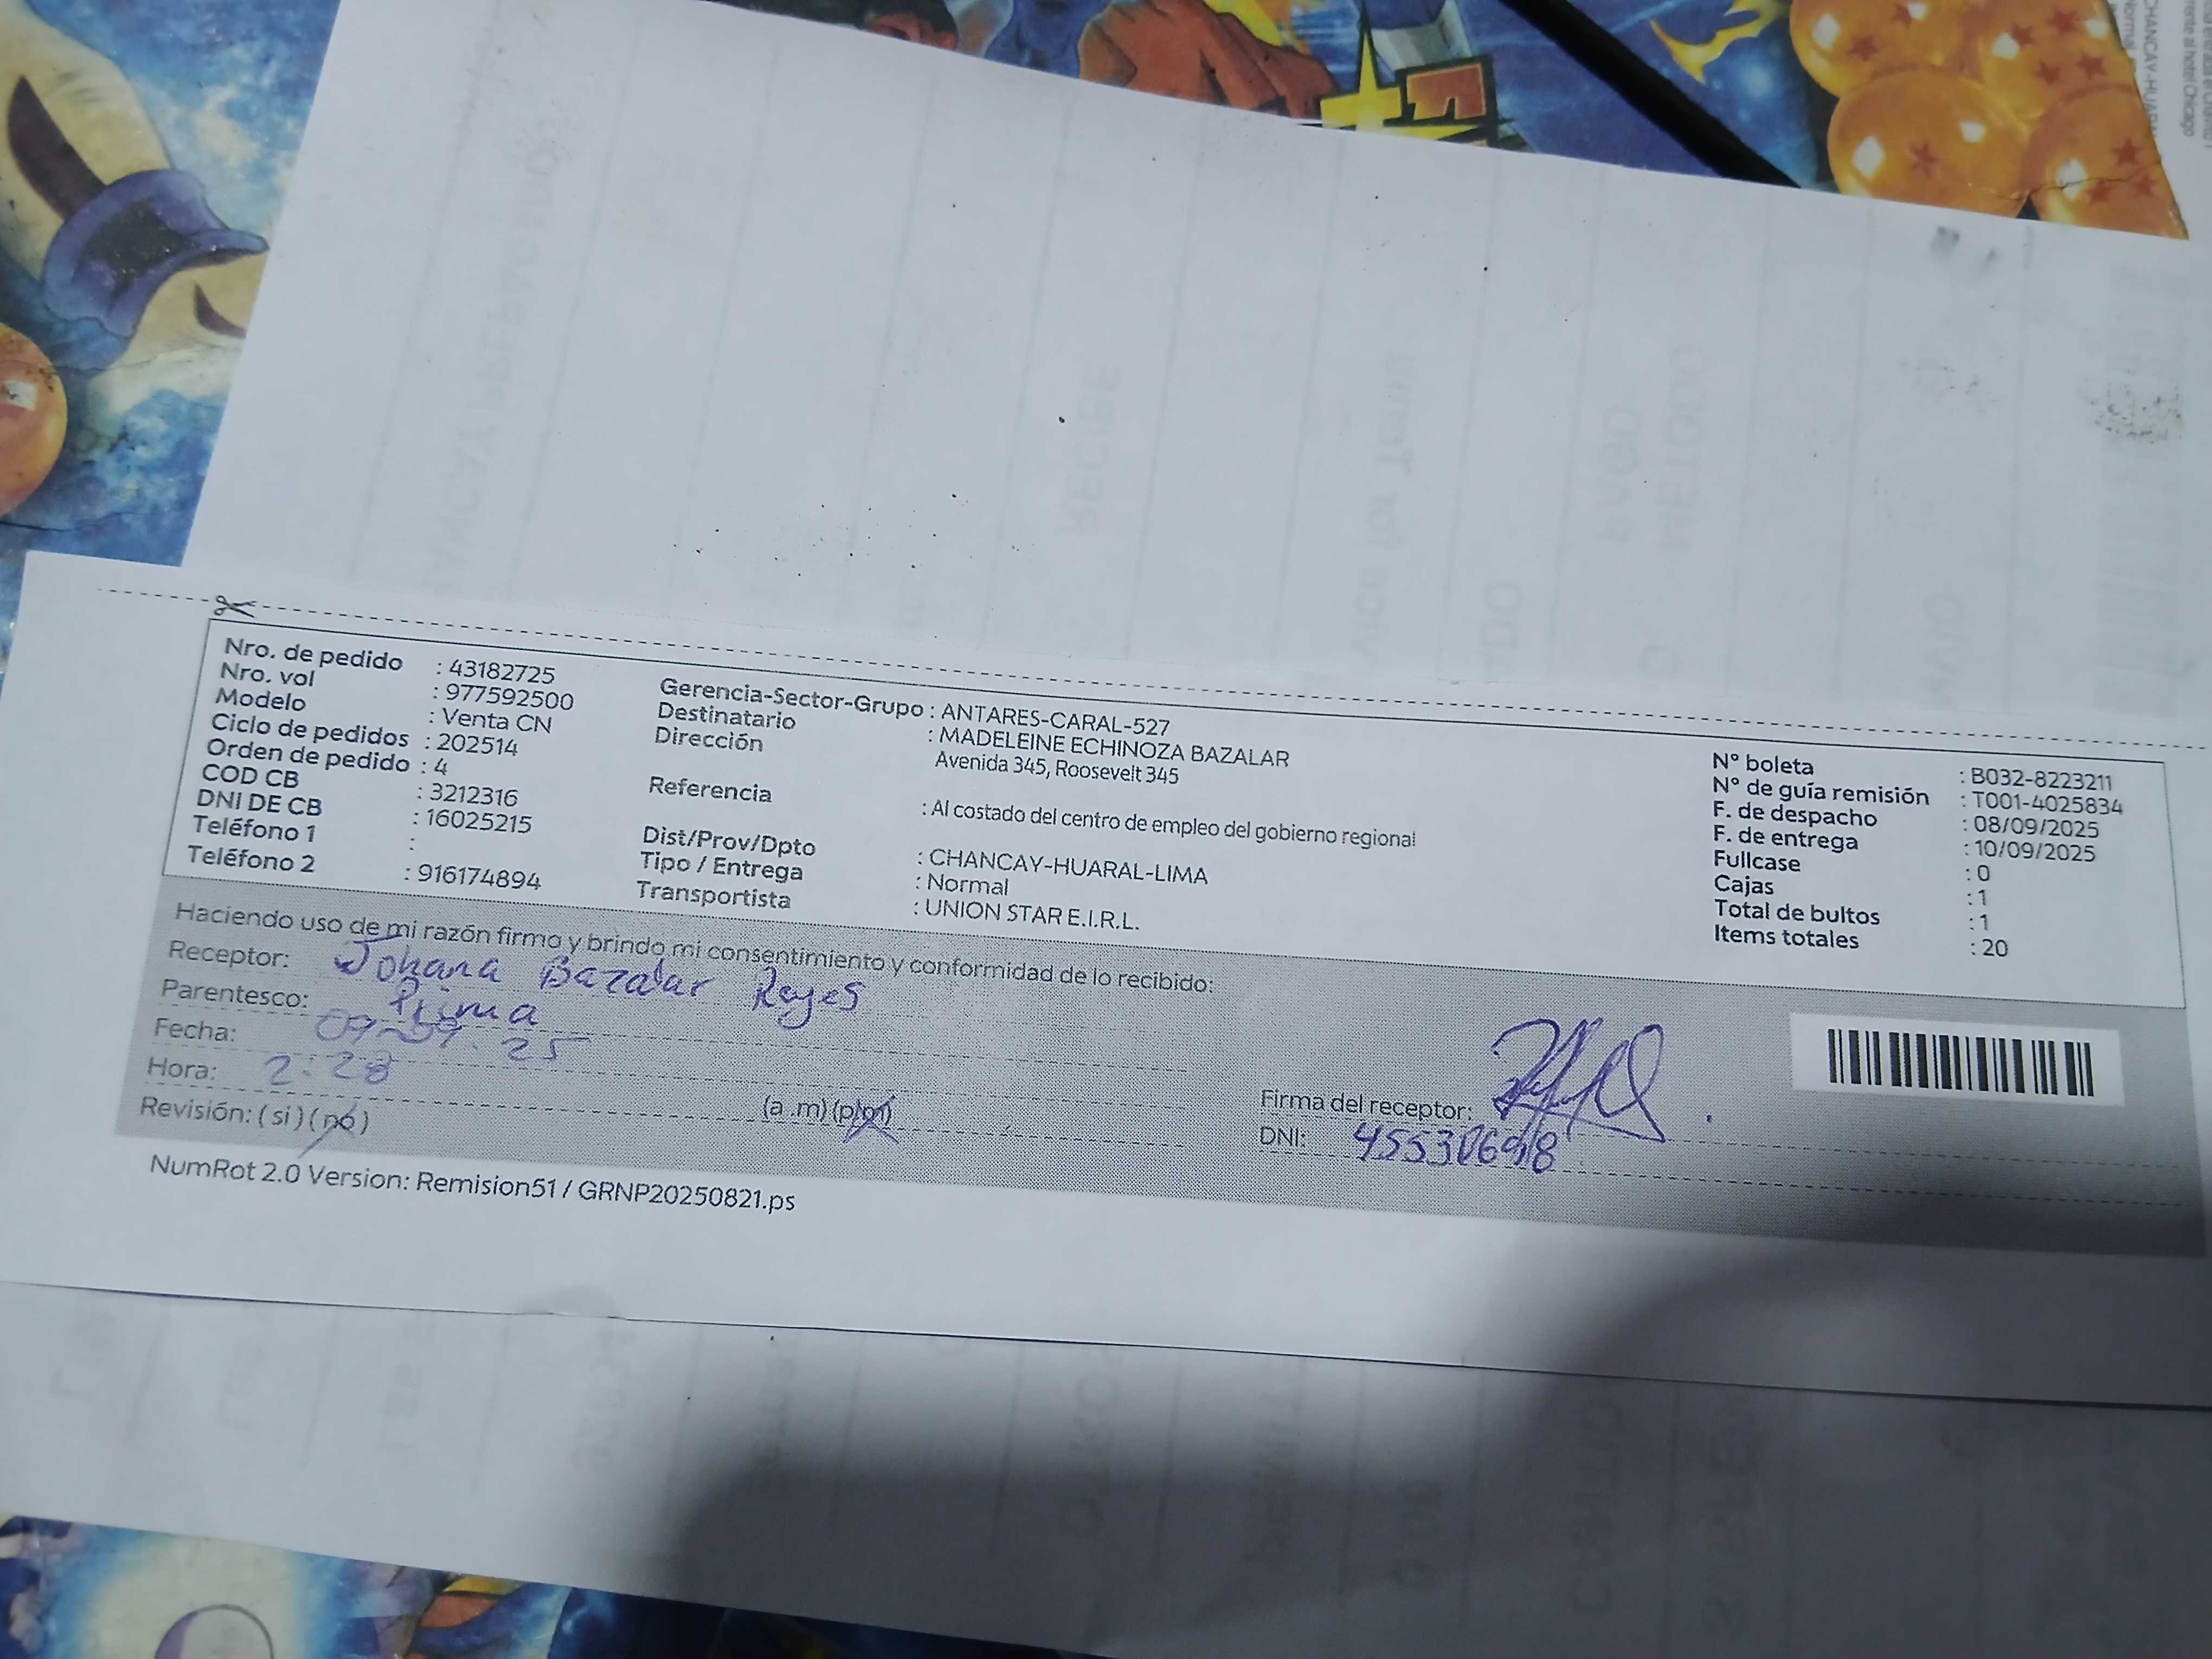 Nro. de pedido : 43182725
Nro. vol : 977592500
Modelo : Venta CN
Ciclo de pedidos : 202514
Orden de pedido : 4
COD CB : 3212316
DNI DE CB : 16025215
Teléfono 1 :
Teléfono 2 : 916174894
Gerencia-Sector-Grupo : ANTARES-CARAL-527
Destinatario : MADELEINE ECHINOZA BAZALAR
Dirección Avenida 345, Roosevelt 345
Referencia : Al costado del centro de empleo del gobierno regional
Dist/Prov/Dpto : CHANCAY-HUARAL-LIMA
Tipo / Entrega : Normal
Transportista : UNION STAR E.I.R.L.
N° boleta : B032-8223211
N° de guía remisión : T001-4025834
F. de despacho : 08/09/2025
F. de entrega : 10/09/2025
Fullcase : 0
Cajas : 1
Total de bultos : 1
Items totales : 20
Haciendo uso de mi razón firmo y brindo mi consentimiento y conformidad de lo recibido:
Receptor: Johana Bazalar Reyes
Parentesco: Prima
Fecha: 09-09-25
Hora: 2:28 (a.m) (p.m)
Revisión: ( si ) ( no )
Firma del receptor:
DNI:
NumRot 2.0 Version: Remision51 / GRNP20250821.ps